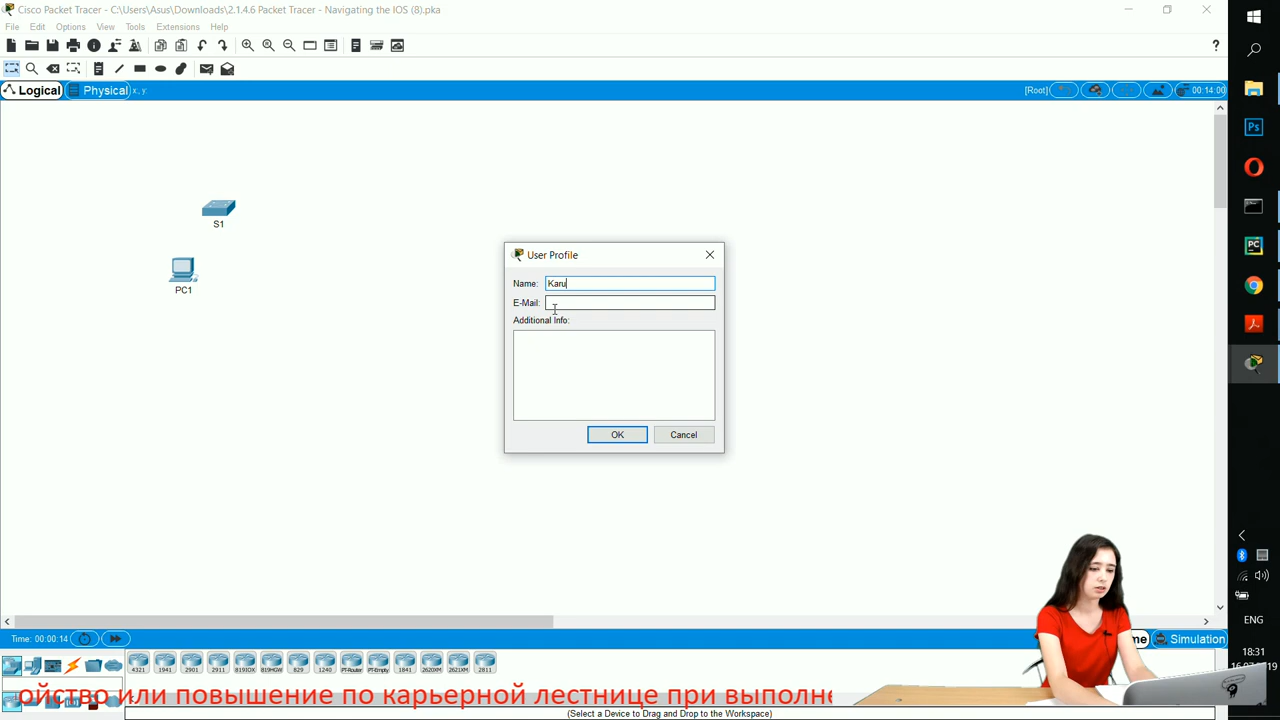 Cisco Packet Tracer - C:\Users\Asus\Downloads\2.1.4.6 Packet Tracer - Navigating the IOS (8).pka
File Edit Options View Tools Extensions Help
Logical Physical x, y:
[Root] 00:14:00
Ps
S1
PC1
User Profile
Name: Karu
E-Mail:
Additional Info:
OK Cancel
PC
Time: 00:00:14
me Simulation
ENG
18:31
4321 1941 2901 2911 819IOX 819HGW 829 1240 PT-Router PT-Empty 1841 2620XM 2621XM 2811
ойство или повышение по карьерной лестнице при выполне
(Select a Device to Drag and Drop to the Workspace)